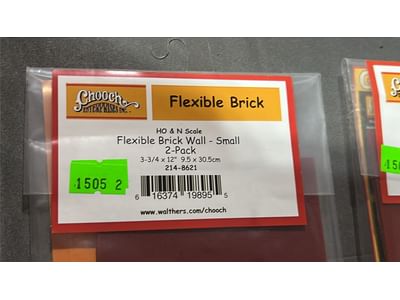 Chooch
ENTERPRISES INC.
Flexible Brick
HO & N Scale
Flexible Brick Wall - Small
2-Pack
3-3/4 x 12" 9.5 x 30.5cm
214-8621
1505 2
6 16374 19895 5
www.walthers.com/chooch
150